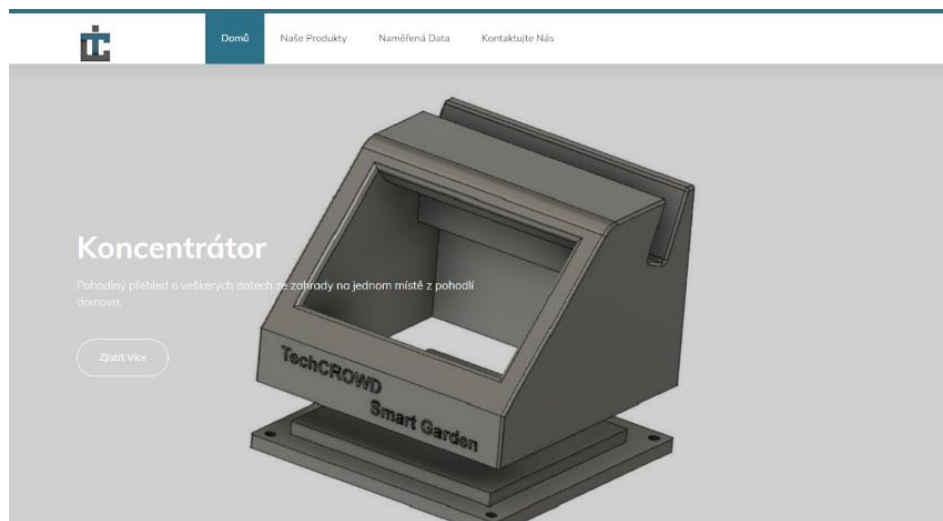 Domů
Naše Produkty
Naměřená Data
Kontaktujte Nás
Koncentrátor
Pohodlný přehled o veškerých datech ze zahrady na jednom místě z pohodlí
domova.
Zjistit Více
TechCROWD
Smart Garden